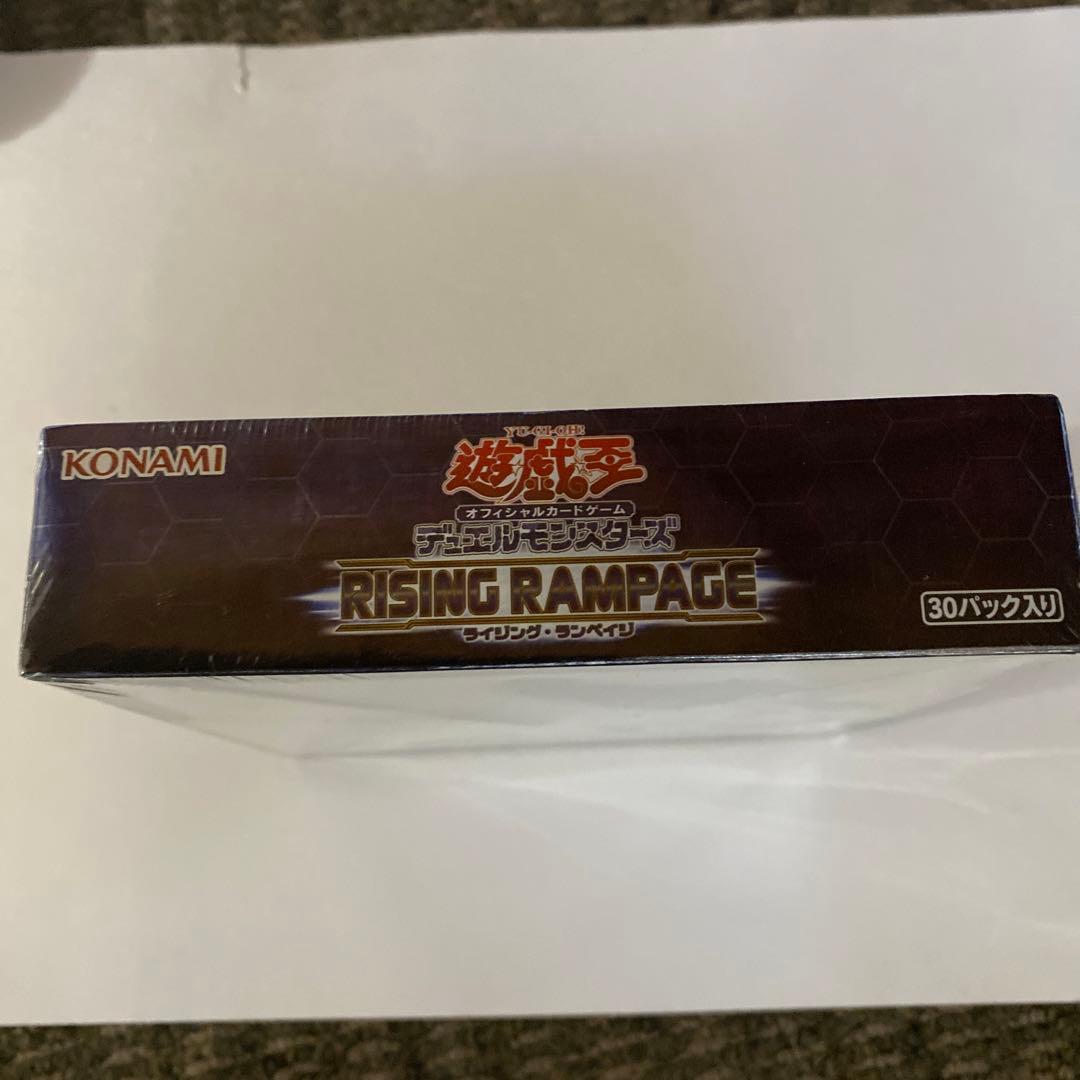 KONAMI
YU-GI-OH!
遊戯王
オフィシャルカードゲーム
デュエルモンスターズ
RISING RAMPAGE
ライジング・ランペイジ
30パック入り